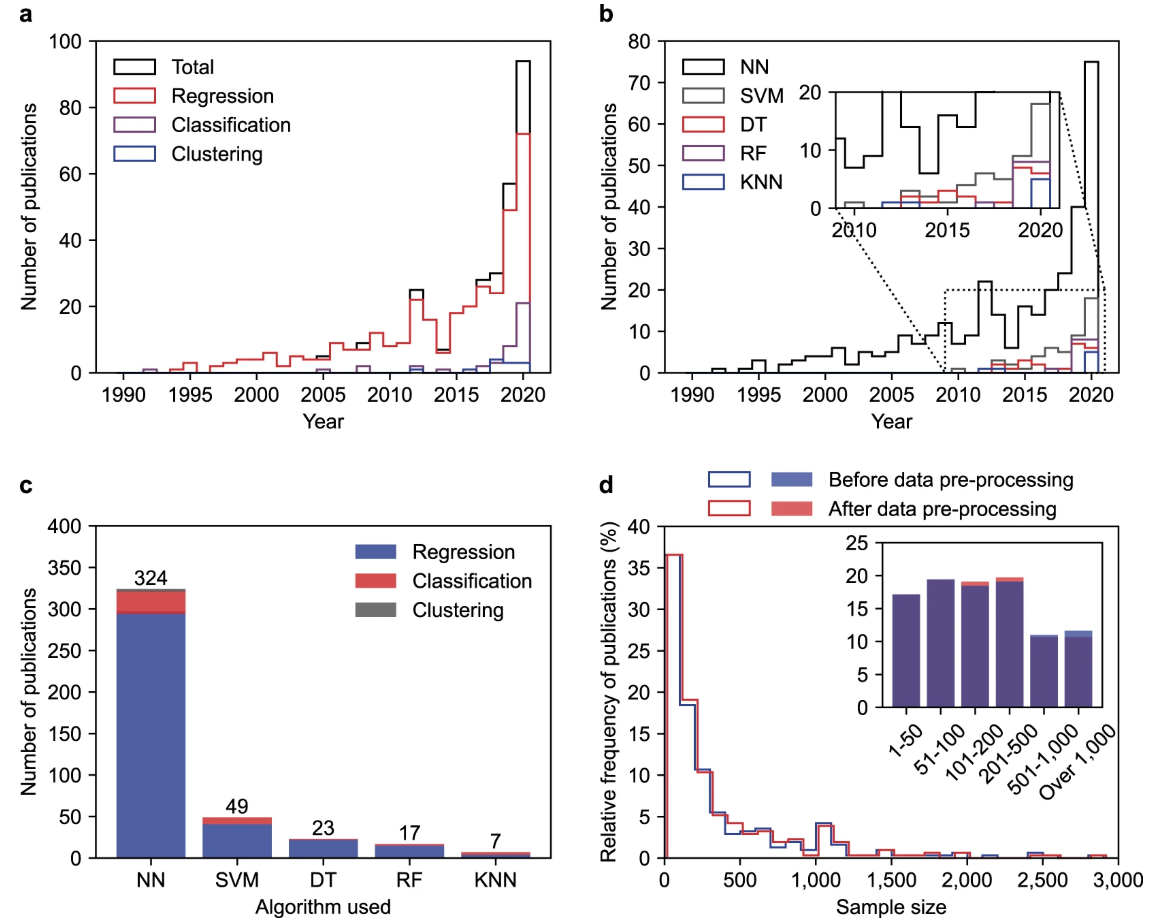 a
100
80
60
40
20
0
Number of publications
Total
Regression
Classification
Clustering
1990 1995 2000 2005 2010 2015 2020
Year
b
80
70
60
50
40
30
20
10
0
Number of publications
NN
SVM
DT
RF
KNN
20
10
0
2010 2015 2020
1990 1995 2000 2005 2010 2015 2020
Year
c
400
350
300
250
200
150
100
50
0
Number of publications
Regression
Classification
Clustering
324
49
23
17
7
NN SVM DT RF KNN
Algorithm used
d
Before data pre-processing
After data pre-processing
40
35
30
25
20
15
10
5
0
Relative frequency of publications (%)
25
20
15
10
5
0
1-50
51-100
101-200
201-500
501-1,000
Over 1,000
0 500 1,000 1,500 2,000 2,500 3,000
Sample size